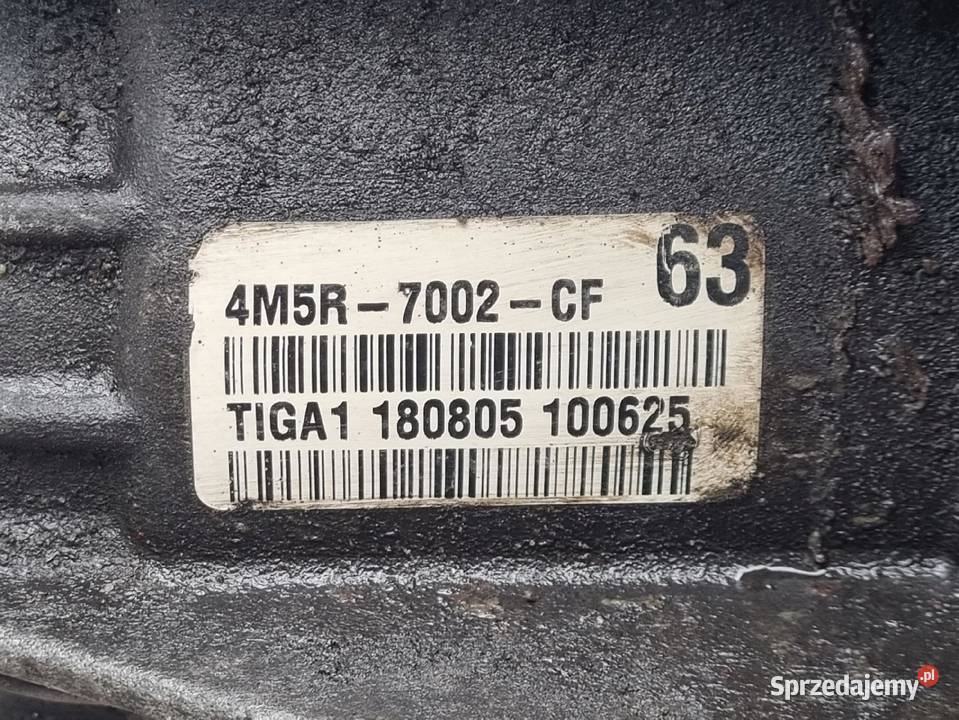 63
4M5R-7002-CF
TIGA1 180805 100625
Sprzedajemy.pl